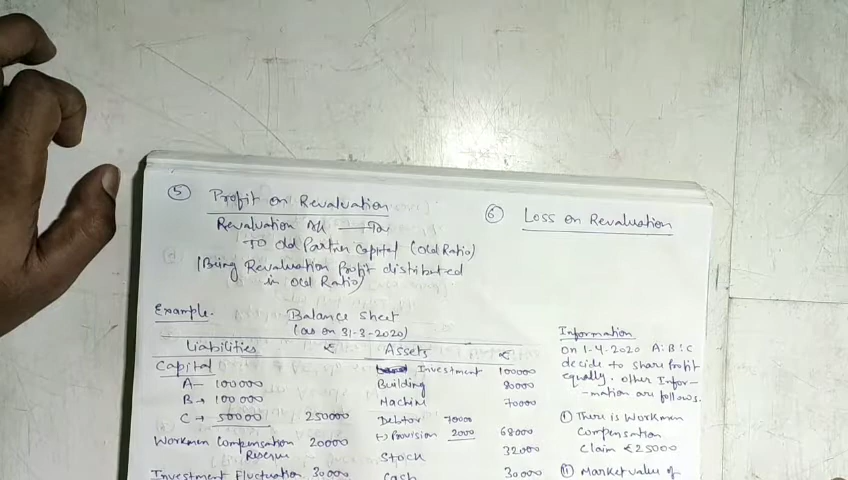 ⑤ Profit on Revaluation
Revaluation A/c — Dr
To Old Partner Capital (Old Ratio)
(Being Revaluation Profit distributed
in Old Ratio)
⑥ Loss on Revaluation
Example. Balance Sheet
(as on 31-3-2020)
Liabilities ₹ Assets ₹
Capital Investment 100000
A— 100000 Building 80000
B→ 100000 Machine 70000
C→ 50000 250000 Debtor 70000
(-) Provision 2000 68000
Workmen Compensation 20000
Reserve
Stock 32000
Investment Fluctuation 30000 Cash 30000
Information
On 1-4-2020 A:B:C
decide to share Profit
equally. Other Infor-
-mation are follows.
① There is Workmen
Compensation
Claim ₹25000
② Market value of